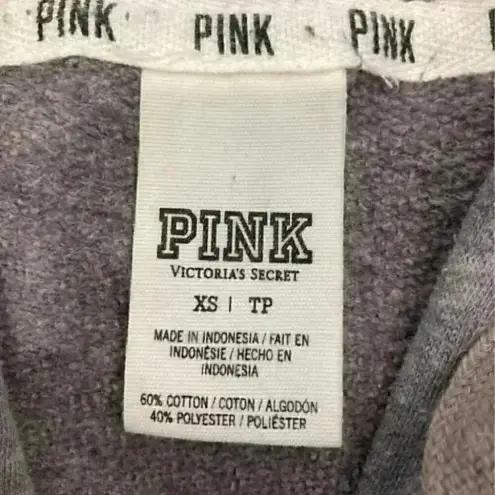 PINK PINK PINK
PINK
VICTORIA'S SECRET
XS | TP
MADE IN INDONESIA / FAIT EN
INDONÉSIE / HECHO EN
INDONESIA
60% COTTON / COTON / ALGODÓN
40% POLYESTER / POLIÉSTER